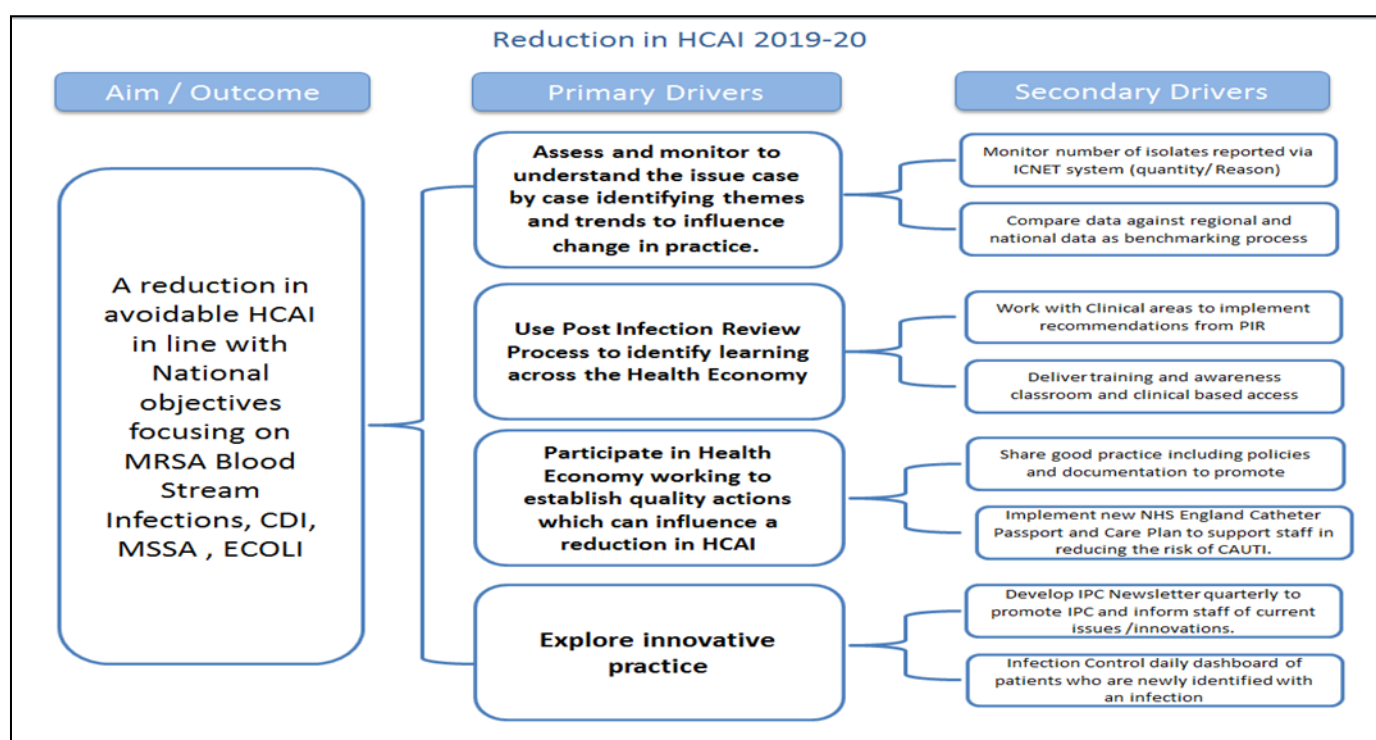 Reduction in HCAI 2019-20
Aim / Outcome
Primary Drivers
Secondary Drivers
A reduction in
avoidable HCAI
in line with
National
objectives
focusing on
MRSA Blood
Stream
Infections, CDI,
MSSA , ECOLI
Assess and monitor to
understand the issue case
by case identifying themes
and trends to influence
change in practice.
Monitor number of isolates reported via
ICNET system (quantity/ Reason)
Compare data against regional and
national data as benchmarking process
Use Post Infection Review
Process to identify learning
across the Health Economy
Work with Clinical areas to implement
recommendations from PIR
Deliver training and awareness
classroom and clinical based access
Participate in Health
Economy working to
establish quality actions
which can influence a
reduction in HCAI
Share good practice including policies
and documentation to promote
Implement new NHS England Catheter
Passport and Care Plan to support staff in
reducing the risk of CAUTI.
Explore innovative
practice
Develop IPC Newsletter quarterly to
promote IPC and inform staff of current
issues /innovations.
Infection Control daily dashboard of
patients who are newly identified with
an infection